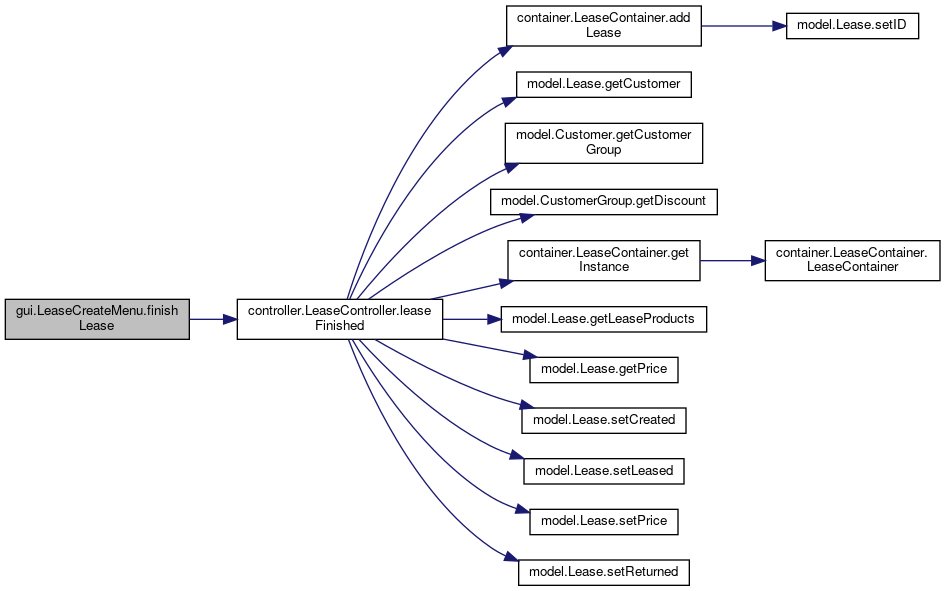 gui.LeaseCreateMenu.finish
Lease
controller.LeaseController.lease
Finished
container.LeaseContainer.add
Lease
model.Lease.setID
model.Lease.getCustomer
model.Customer.getCustomer
Group
model.CustomerGroup.getDiscount
container.LeaseContainer.get
Instance
container.LeaseContainer.
LeaseContainer
model.Lease.getLeaseProducts
model.Lease.getPrice
model.Lease.setCreated
model.Lease.setLeased
model.Lease.setPrice
model.Lease.setReturned